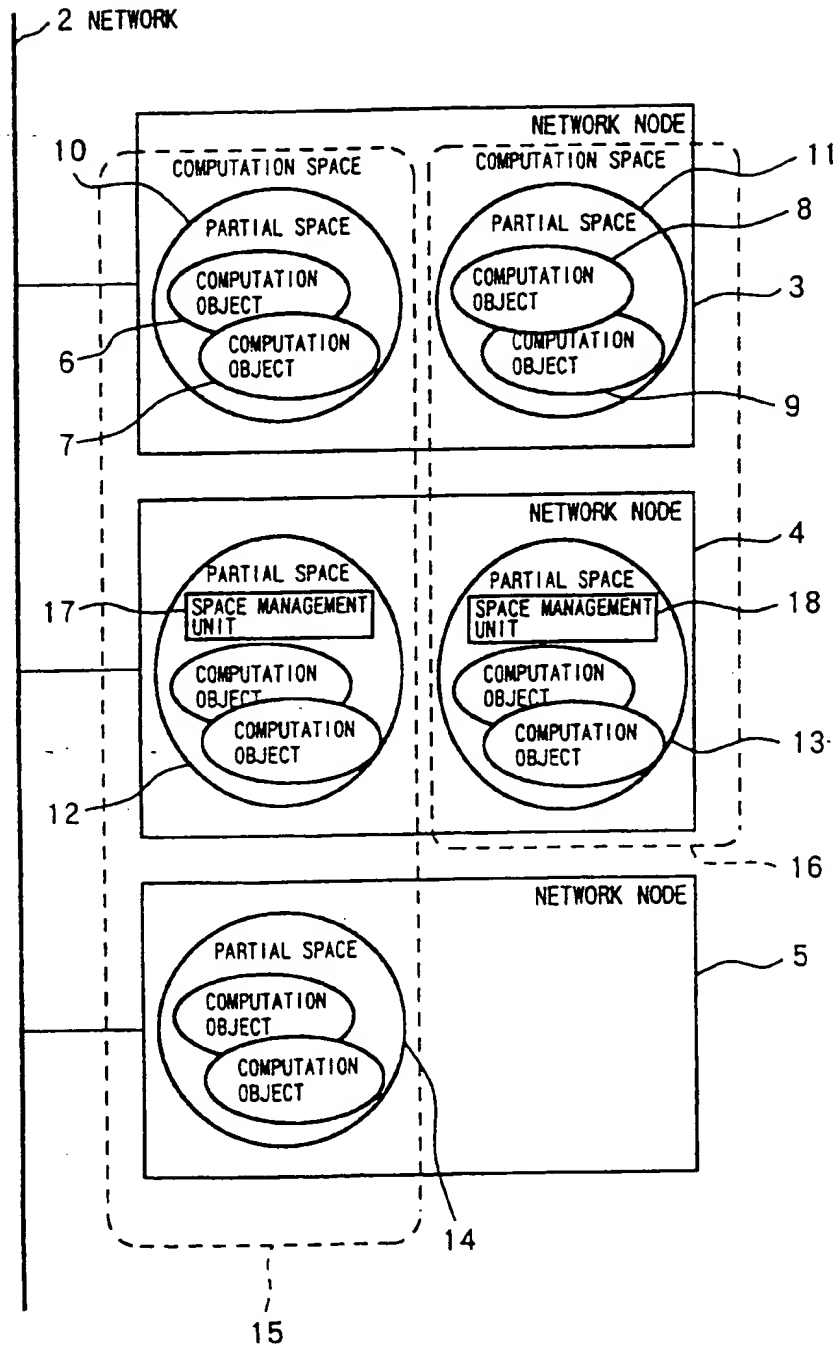 2 NETWORK
NETWORK NODE
10
COMPUTATION SPACE
COMPUTATION SPACE
11
PARTIAL SPACE
PARTIAL SPACE
8
COMPUTATION
OBJECT
COMPUTATION
OBJECT
3
6
COMPUTATION
OBJECT
COMPUTATION
OBJECT
7
9
NETWORK NODE
4
PARTIAL SPACE
PARTIAL SPACE
17
SPACE MANAGEMENT
UNIT
SPACE MANAGEMENT
UNIT
18
COMPUTATION
OBJECT
COMPUTATION
OBJECT
COMPUTATION
OBJECT
COMPUTATION
OBJECT
13
12
16
NETWORK NODE
PARTIAL SPACE
5
COMPUTATION
OBJECT
COMPUTATION
OBJECT
14
15